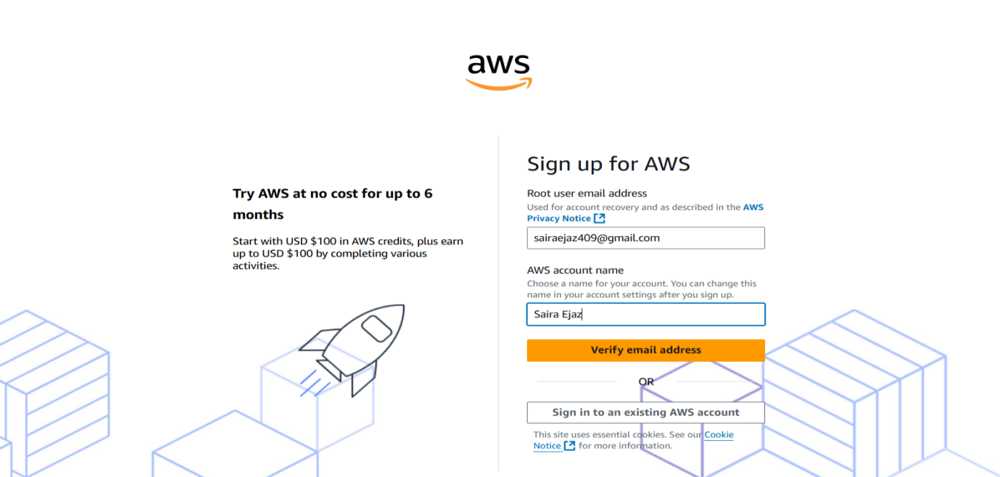 aws
Try AWS at no cost for up to 6
months
Start with USD $100 in AWS credits, plus earn
up to USD $100 by completing various
activities.
Sign up for AWS
Root user email address
Used for account recovery and as described in the AWS
Privacy Notice
sairaejaz409@gmail.com
AWS account name
Choose a name for your account. You can change this
name in your account settings after you sign up.
Saira Ejaz
Verify email address
OR
Sign in to an existing AWS account
This site uses essential cookies. See our Cookie
Notice for more information.